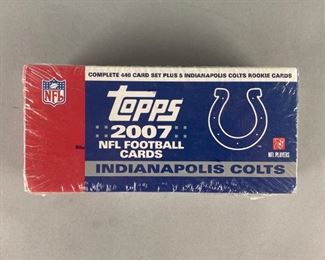 COMPLETE 440 CARD SET PLUS 5 INDIANAPOLIS COLTS ROOKIE CARDS
NFL
Topps
2007
NFL FOOTBALL
CARDS
NFL PLAYERS
INDIANAPOLIS COLTS